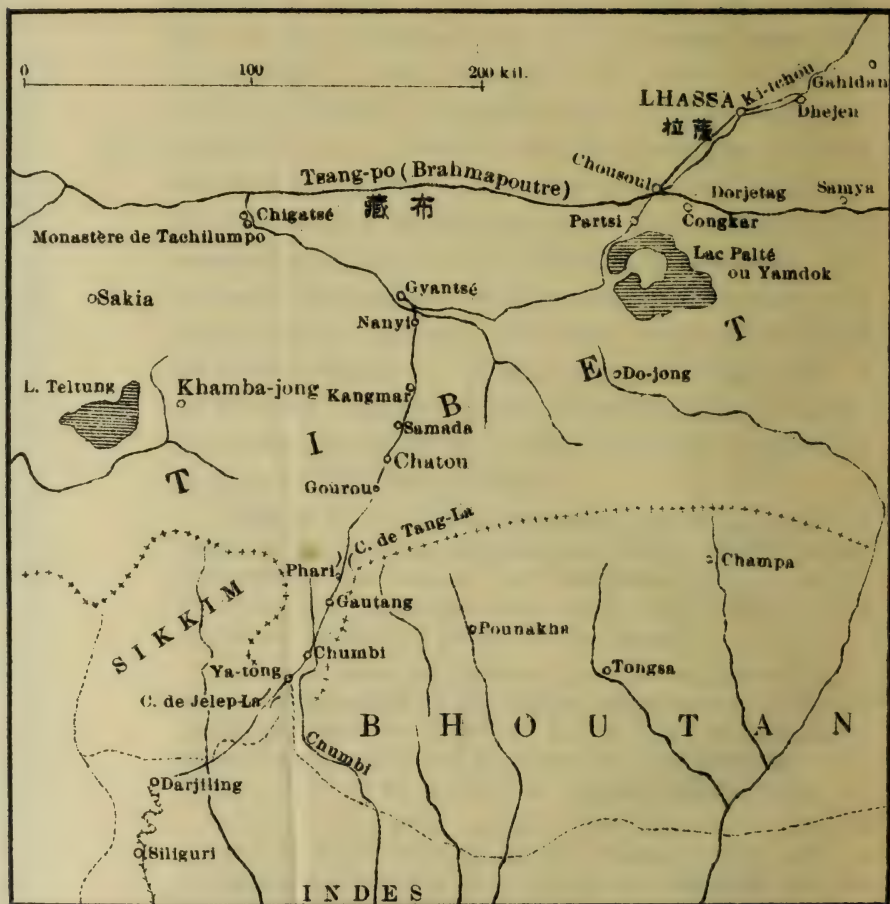 0 100 200 kil.
Gahldan
Ki-tchou
LHASSA
Dhejen
拉薩
Chousoul
Tsang-po (Brahmapoutre)
Dorjetag
Samya
Chigatsé
藏布
Partsi
Congkar
Monastère de Tachilumpo
Lac Palté
ou Yamdok
Sakia
Gyantsé
Nanyi
TIBET
Do-jong
L. Teltung
Khamba-jong
Kangmar
Samada
Chatou
Gourou
C. de Tang-La
Phari
Champa
SIKKIM
Gautang
Pounakha
Chumbi
Ya-tong
Tongsa
C. de Jelep-La
BHOUTAN
Chumbi
Darjiling
Siliguri
INDES